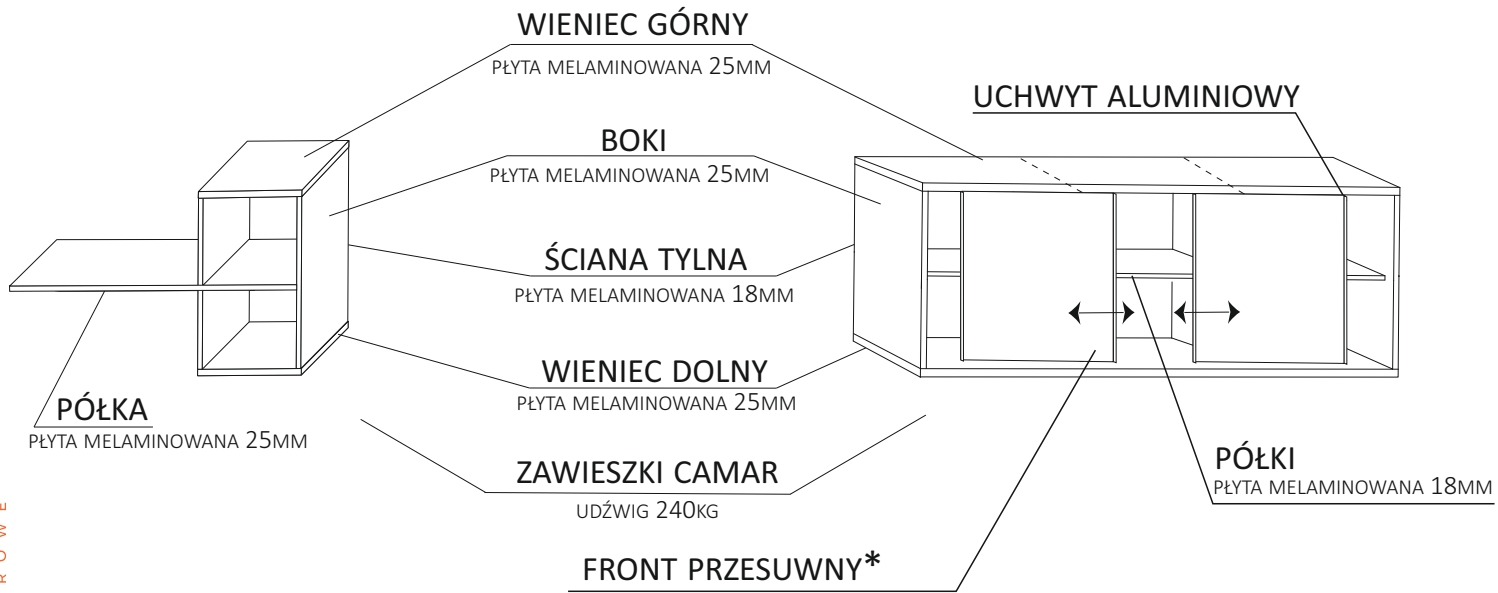 WIENIEC GÓRNY
PŁYTA MELAMINOWANA 25MM
UCHWYT ALUMINIOWY
BOKI
PŁYTA MELAMINOWANA 25MM
ŚCIANA TYLNA
PŁYTA MELAMINOWANA 18MM
WIENIEC DOLNY
PŁYTA MELAMINOWANA 25MM
PÓŁKA
PŁYTA MELAMINOWANA 25MM
ZAWIESZKI CAMAR
UDŹWIG 240KG
PÓŁKI
PŁYTA MELAMINOWANA 18MM
FRONT PRZESUWNY*